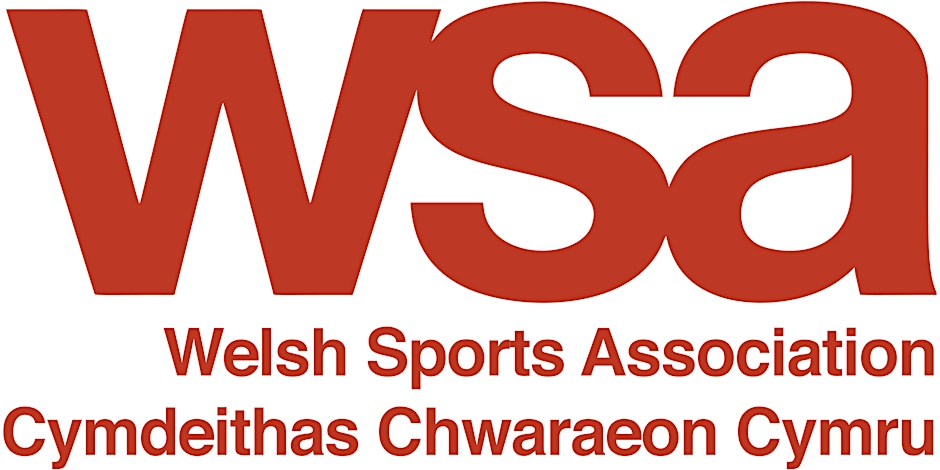 wsa
Welsh Sports Association
Cymdeithas Chwaraeon Cymru